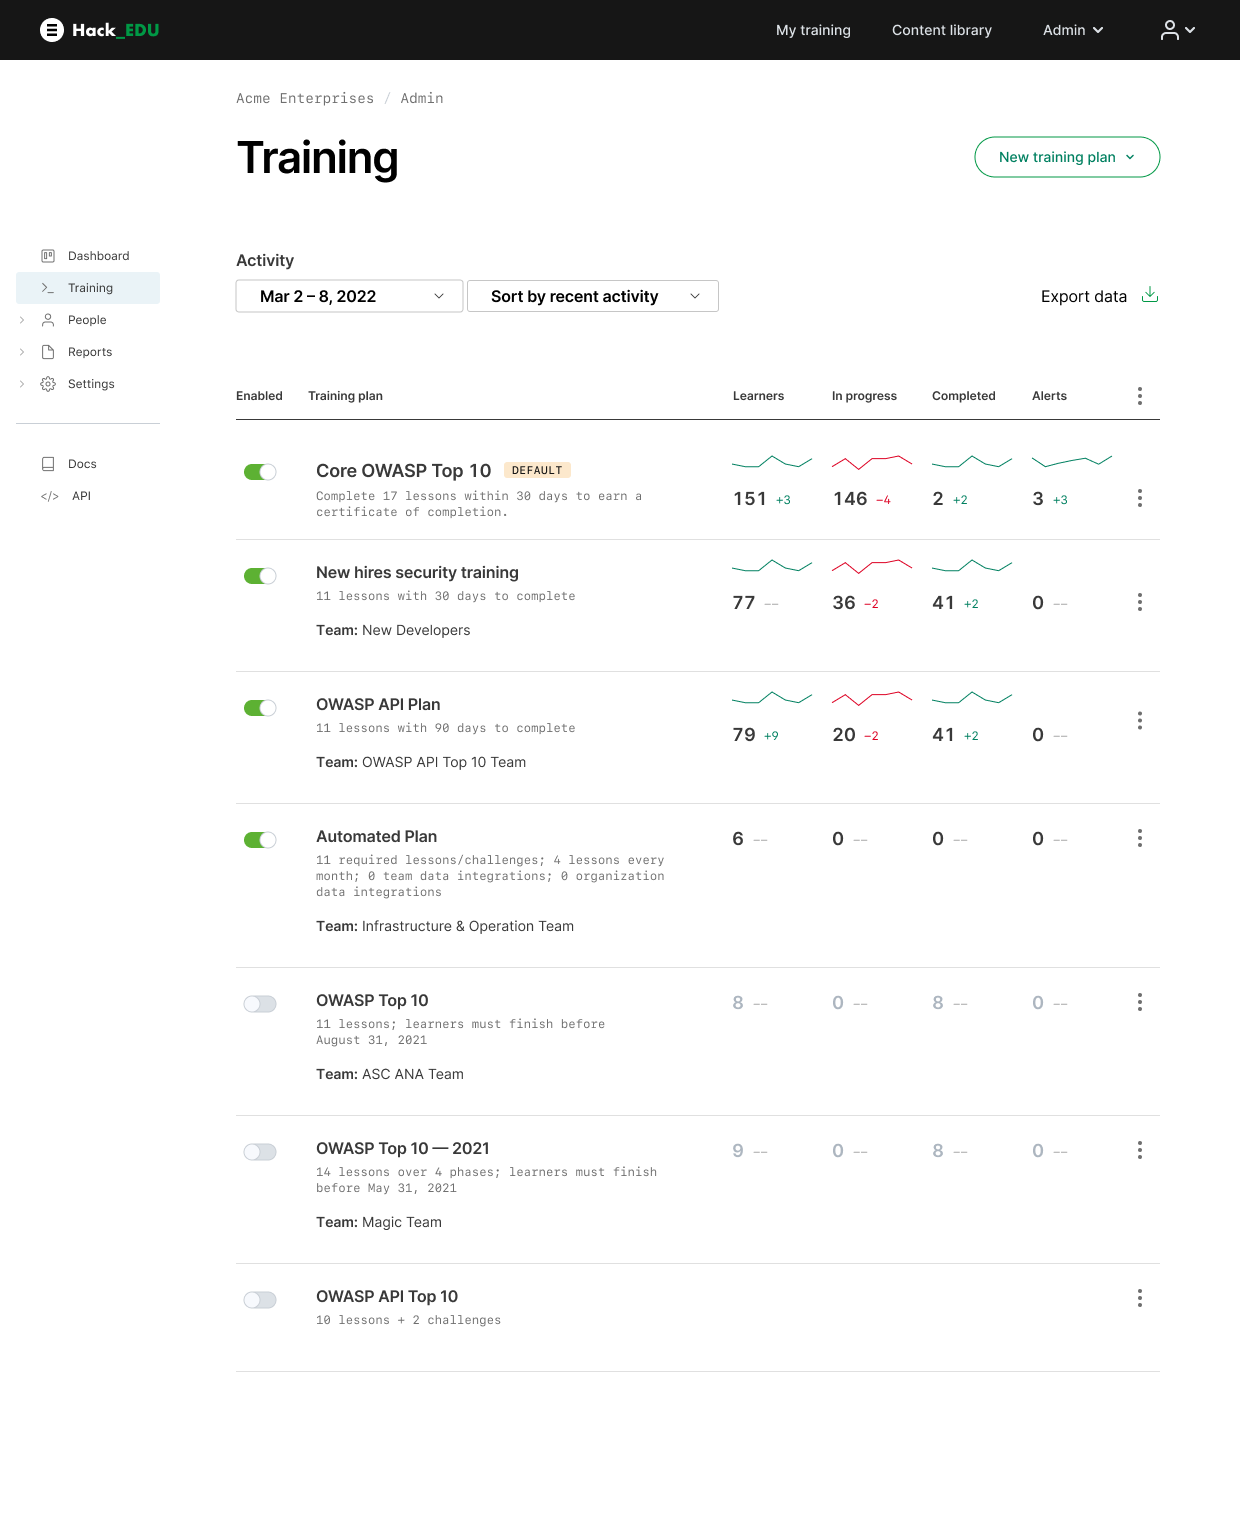 Hack_EDU
My training Content library Admin
Acme Enterprises / Admin
Training
New training plan
Dashboard
Training
People
Reports
Settings
Docs
</> API
Activity
Mar 2 – 8, 2022 Sort by recent activity Export data
Enabled Training plan Learners In progress Completed Alerts
Core OWASP Top 10 DEFAULT
Complete 17 lessons within 30 days to earn a
certificate of completion.
151 +3 146 −4 2 +2 3 +3
New hires security training
11 lessons with 30 days to complete
Team: New Developers
77 −− 36 −2 41 +2 0 −−
OWASP API Plan
11 lessons with 90 days to complete
Team: OWASP API Top 10 Team
79 +9 20 −2 41 +2 0 −−
Automated Plan
11 required lessons/challenges; 4 lessons every
month; 0 team data integrations; 0 organization
data integrations
Team: Infrastructure & Operation Team
6 −− 0 −− 0 −− 0 −−
OWASP Top 10
11 lessons; learners must finish before
August 31, 2021
Team: ASC ANA Team
8 −− 0 −− 8 −− 0 −−
OWASP Top 10 — 2021
14 lessons over 4 phases; learners must finish
before May 31, 2021
Team: Magic Team
9 −− 0 −− 8 −− 0 −−
OWASP API Top 10
10 lessons + 2 challenges